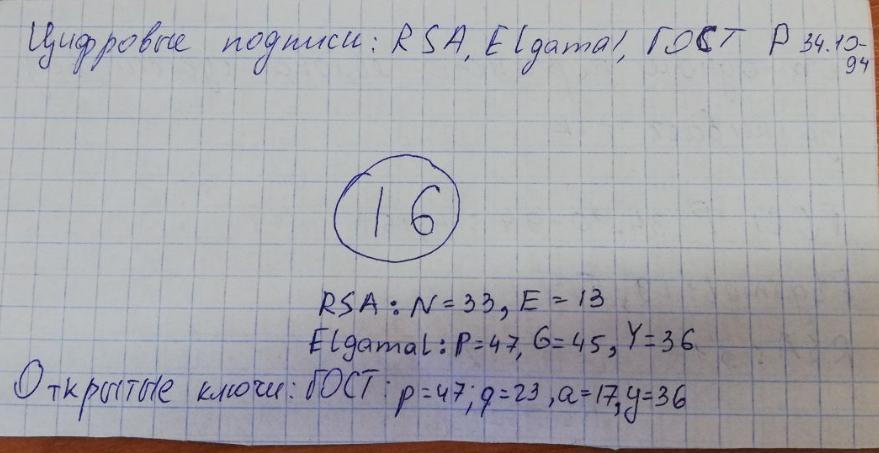 Цифровые подписи: RSA, Elgamal, ГОСТ Р 34.10-
94
16
RSA: N=33, E=13
Elgamal: P=47, G=45, Y=36
Открытые ключи: ГОСТ: p=47; q=23, a=17, y=36